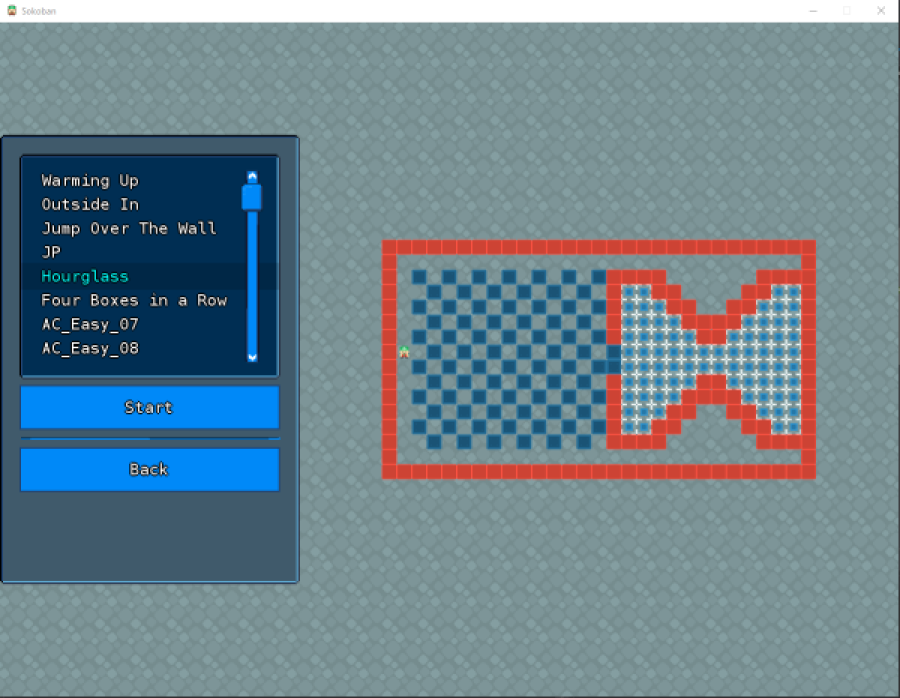 Sokoban
Warming Up
Outside In
Jump Over The Wall
JP
Hourglass
Four Boxes in a Row
AC_Easy_07
AC_Easy_08
Start
Back